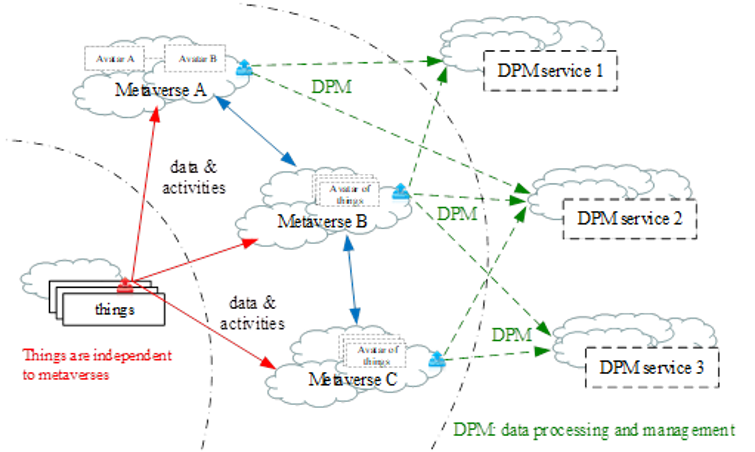 Avatar A
Avatar B
Metaverse A
DPM
DPM service 1
data &
activities
Avatar of
things
Metaverse B
DPM
DPM service 2
things
data &
activities
Things are independent
to metaverses
Avatar of
things
Metaverse C
DPM
DPM service 3
DPM: data processing and management